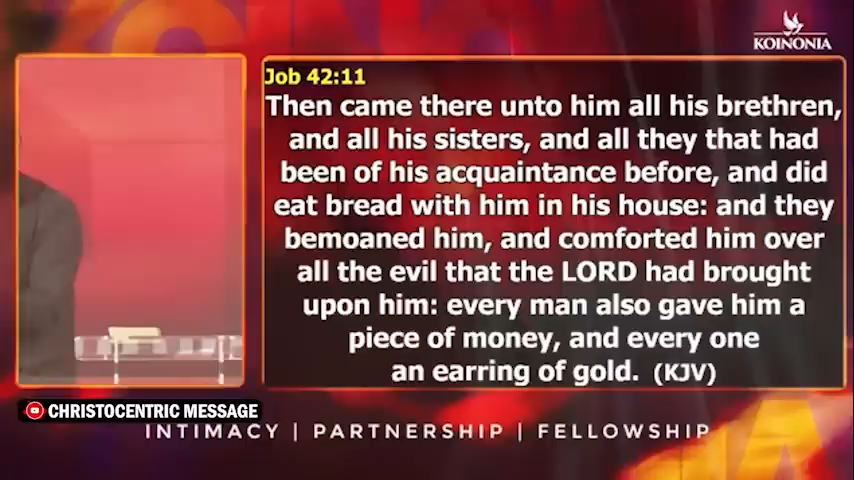 KOINONIA
Job 42:11
Then came there unto him all his brethren,
and all his sisters, and all they that had
been of his acquaintance before, and did
eat bread with him in his house: and they
bemoaned him, and comforted him over
all the evil that the LORD had brought
upon him: every man also gave him a
piece of money, and every one
an earring of gold. (KJV)
CHRISTOCENTRIC MESSAGE
INTIMACY | PARTNERSHIP | FELLOWSHIP